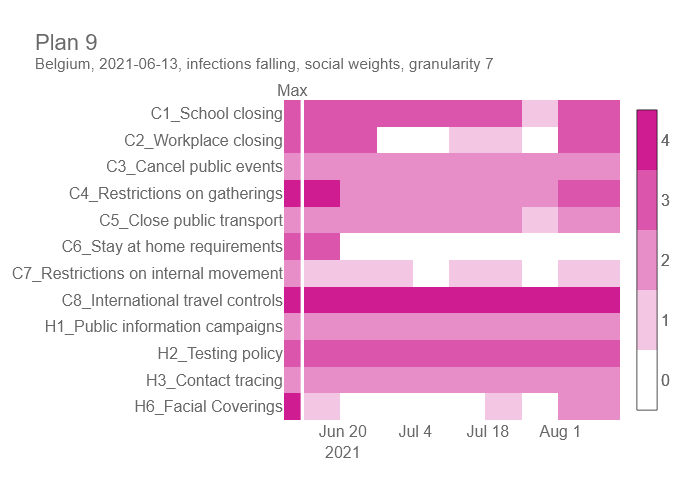 Plan 9
Belgium, 2021-06-13, infections falling, social weights, granularity 7
Max
C1_School closing
C2_Workplace closing
C3_Cancel public events
C4_Restrictions on gatherings
C5_Close public transport
C6_Stay at home requirements
C7_Restrictions on internal movement
C8_International travel controls
H1_Public information campaigns
H2_Testing policy
H3_Contact tracing
H6_Facial Coverings
Jun 20 Jul 4 Jul 18 Aug 1
2021
4
3
2
1
0